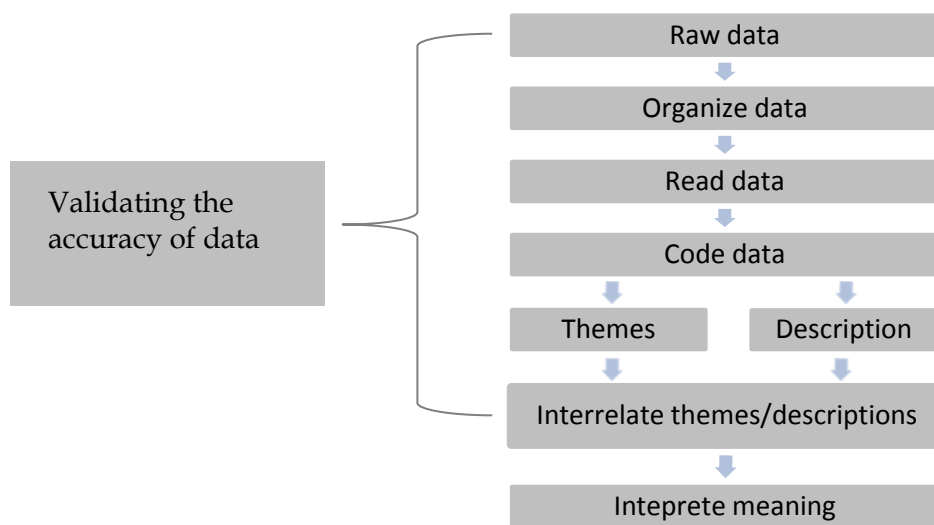 Raw data
Organize data
Read data
Validating the
accuracy of data
Code data
Themes
Description
Interrelate themes/descriptions
Inteprete meaning